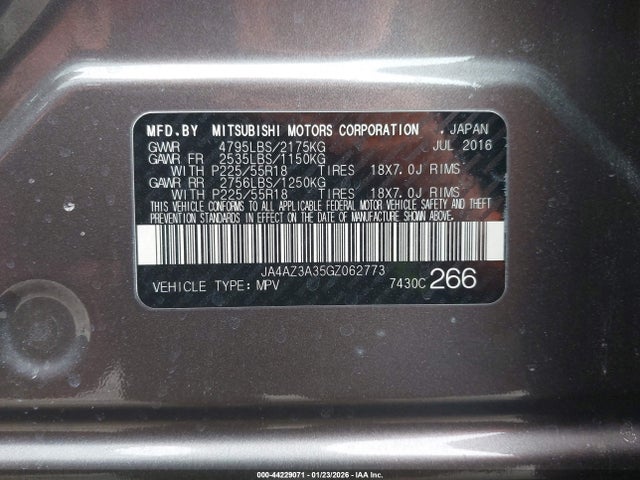 MFD.BY MITSUBISHI MOTORS CORPORATION , JAPAN
GVWR 4795LBS/2175KG JUL 2016
GAWR FR 2535LBS/1150KG
WITH P225/55R18 TIRES 18X7.0J RIMS
GAWR RR 2756LBS/1250KG
WITH P225/55R18 TIRES 18X7.0J RIMS
THIS VEHICLE CONFORMS TO ALL APPLICABLE FEDERAL MOTOR VEHICLE SAFETY AND THEFT
PREVENTION STANDARDS IN EFFECT ON THE DATE OF MANUFACTURE SHOWN ABOVE.
JA4AZ3A35GZ062773
VEHICLE TYPE:MPV 7430C 266
000-44229071 - 01/23/2026 - IAA Inc.